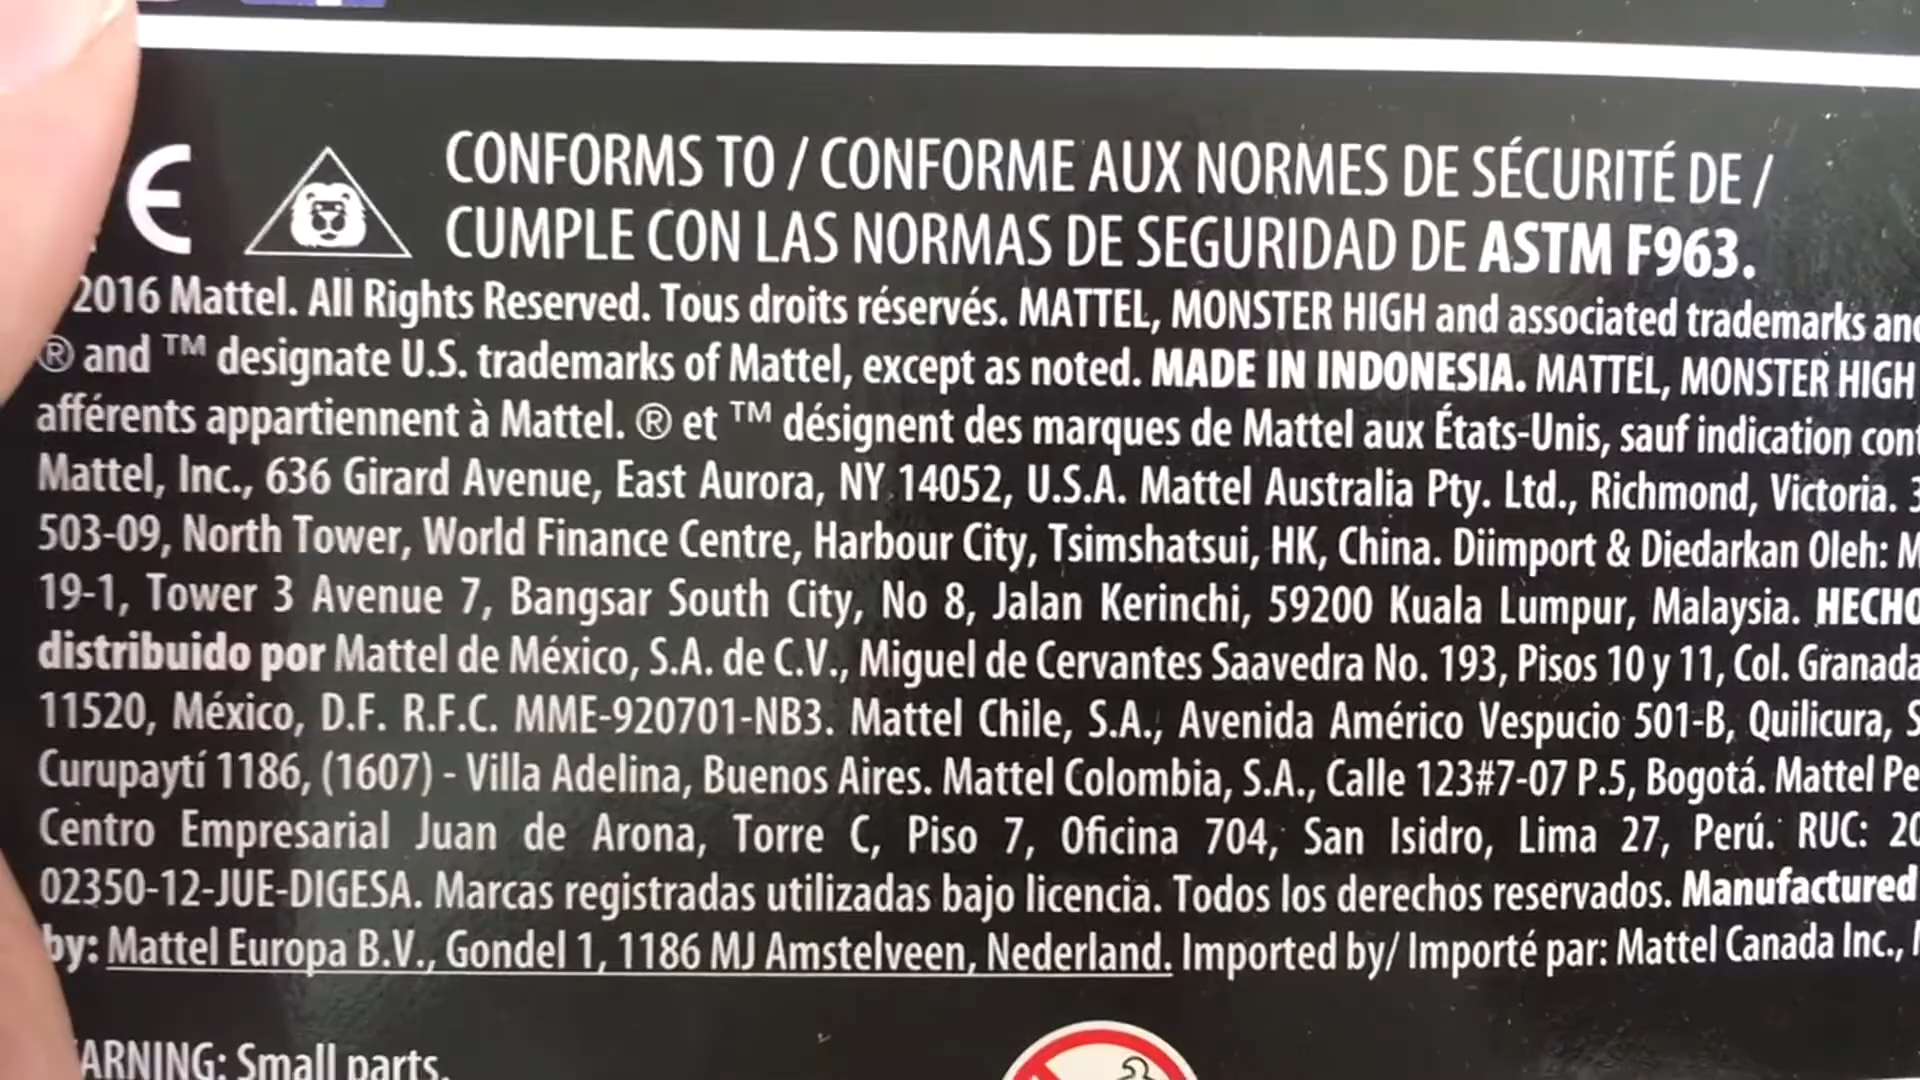 CE
CONFORMS TO / CONFORME AUX NORMES DE SÉCURITÉ DE /
CUMPLE CON LAS NORMAS DE SEGURIDAD DE ASTM F963.
2016 Mattel. All Rights Reserved. Tous droits réservés. MATTEL, MONSTER HIGH and associated trademarks and
® and ™ designate U.S. trademarks of Mattel, except as noted. MADE IN INDONESIA. MATTEL, MONSTER HIGH
afférents appartiennent à Mattel. ® et ™ désignent des marques de Mattel aux États-Unis, sauf indication
Mattel, Inc., 636 Girard Avenue, East Aurora, NY 14052, U.S.A. Mattel Australia Pty. Ltd., Richmond, Victoria.
503-09, North Tower, World Finance Centre, Harbour City, Tsimshatsui, HK, China. Diimport & Diedarkan Oleh:
19-1, Tower 3 Avenue 7, Bangsar South City, No 8, Jalan Kerinchi, 59200 Kuala Lumpur, Malaysia. HECHO
distribuido por Mattel de México, S.A. de C.V., Miguel de Cervantes Saavedra No. 193, Pisos 10 y 11, Col. Granada
11520, México, D.F. R.F.C. MME-920701-NB3. Mattel Chile, S.A., Avenida Américo Vespucio 501-B, Quilicura,
Curupaytí 1186, (1607) - Villa Adelina, Buenos Aires. Mattel Colombia, S.A., Calle 123#7-07 P.5, Bogotá. Mattel
Centro Empresarial Juan de Arona, Torre C, Piso 7, Oficina 704, San Isidro, Lima 27, Perú. RUC:
02350-12-JUE-DIGESA. Marcas registradas utilizadas bajo licencia. Todos los derechos reservados. Manufactured
by: Mattel Europa B.V., Gondel 1, 1186 MJ Amstelveen, Nederland. Imported by/ Importé par: Mattel Canada Inc.,
ARNING: Small parts.